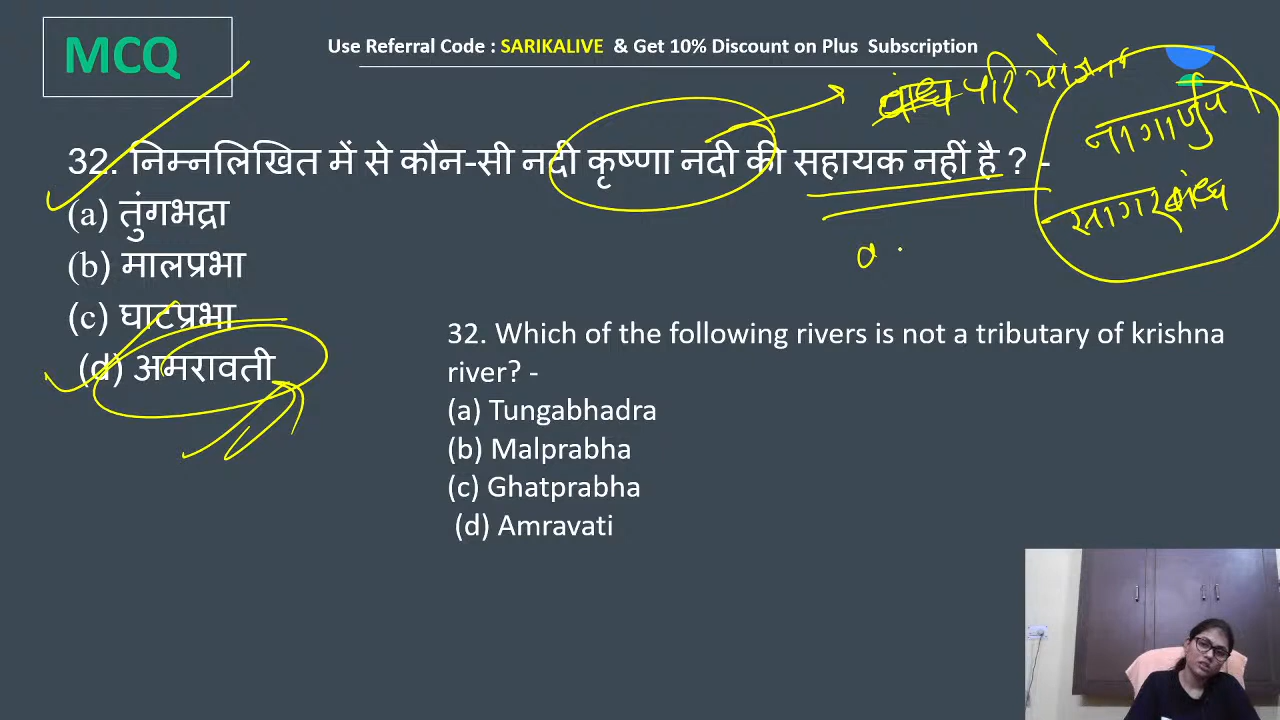 MCQ
Use Referral Code : SARIKALIVE & Get 10% Discount on Plus Subscription
परियोजना
नागार्जुन
सागर बांध
32. निम्नलिखित में से कौन-सी नदी कृष्णा नदी की सहायक नहीं है ? -
(a) तुंगभद्रा
(b) मालप्रभा
(c) घाटप्रभा
(d) अमरावती
32. Which of the following rivers is not a tributary of krishna
river? -
(a) Tungabhadra
(b) Malprabha
(c) Ghatprabha
(d) Amravati